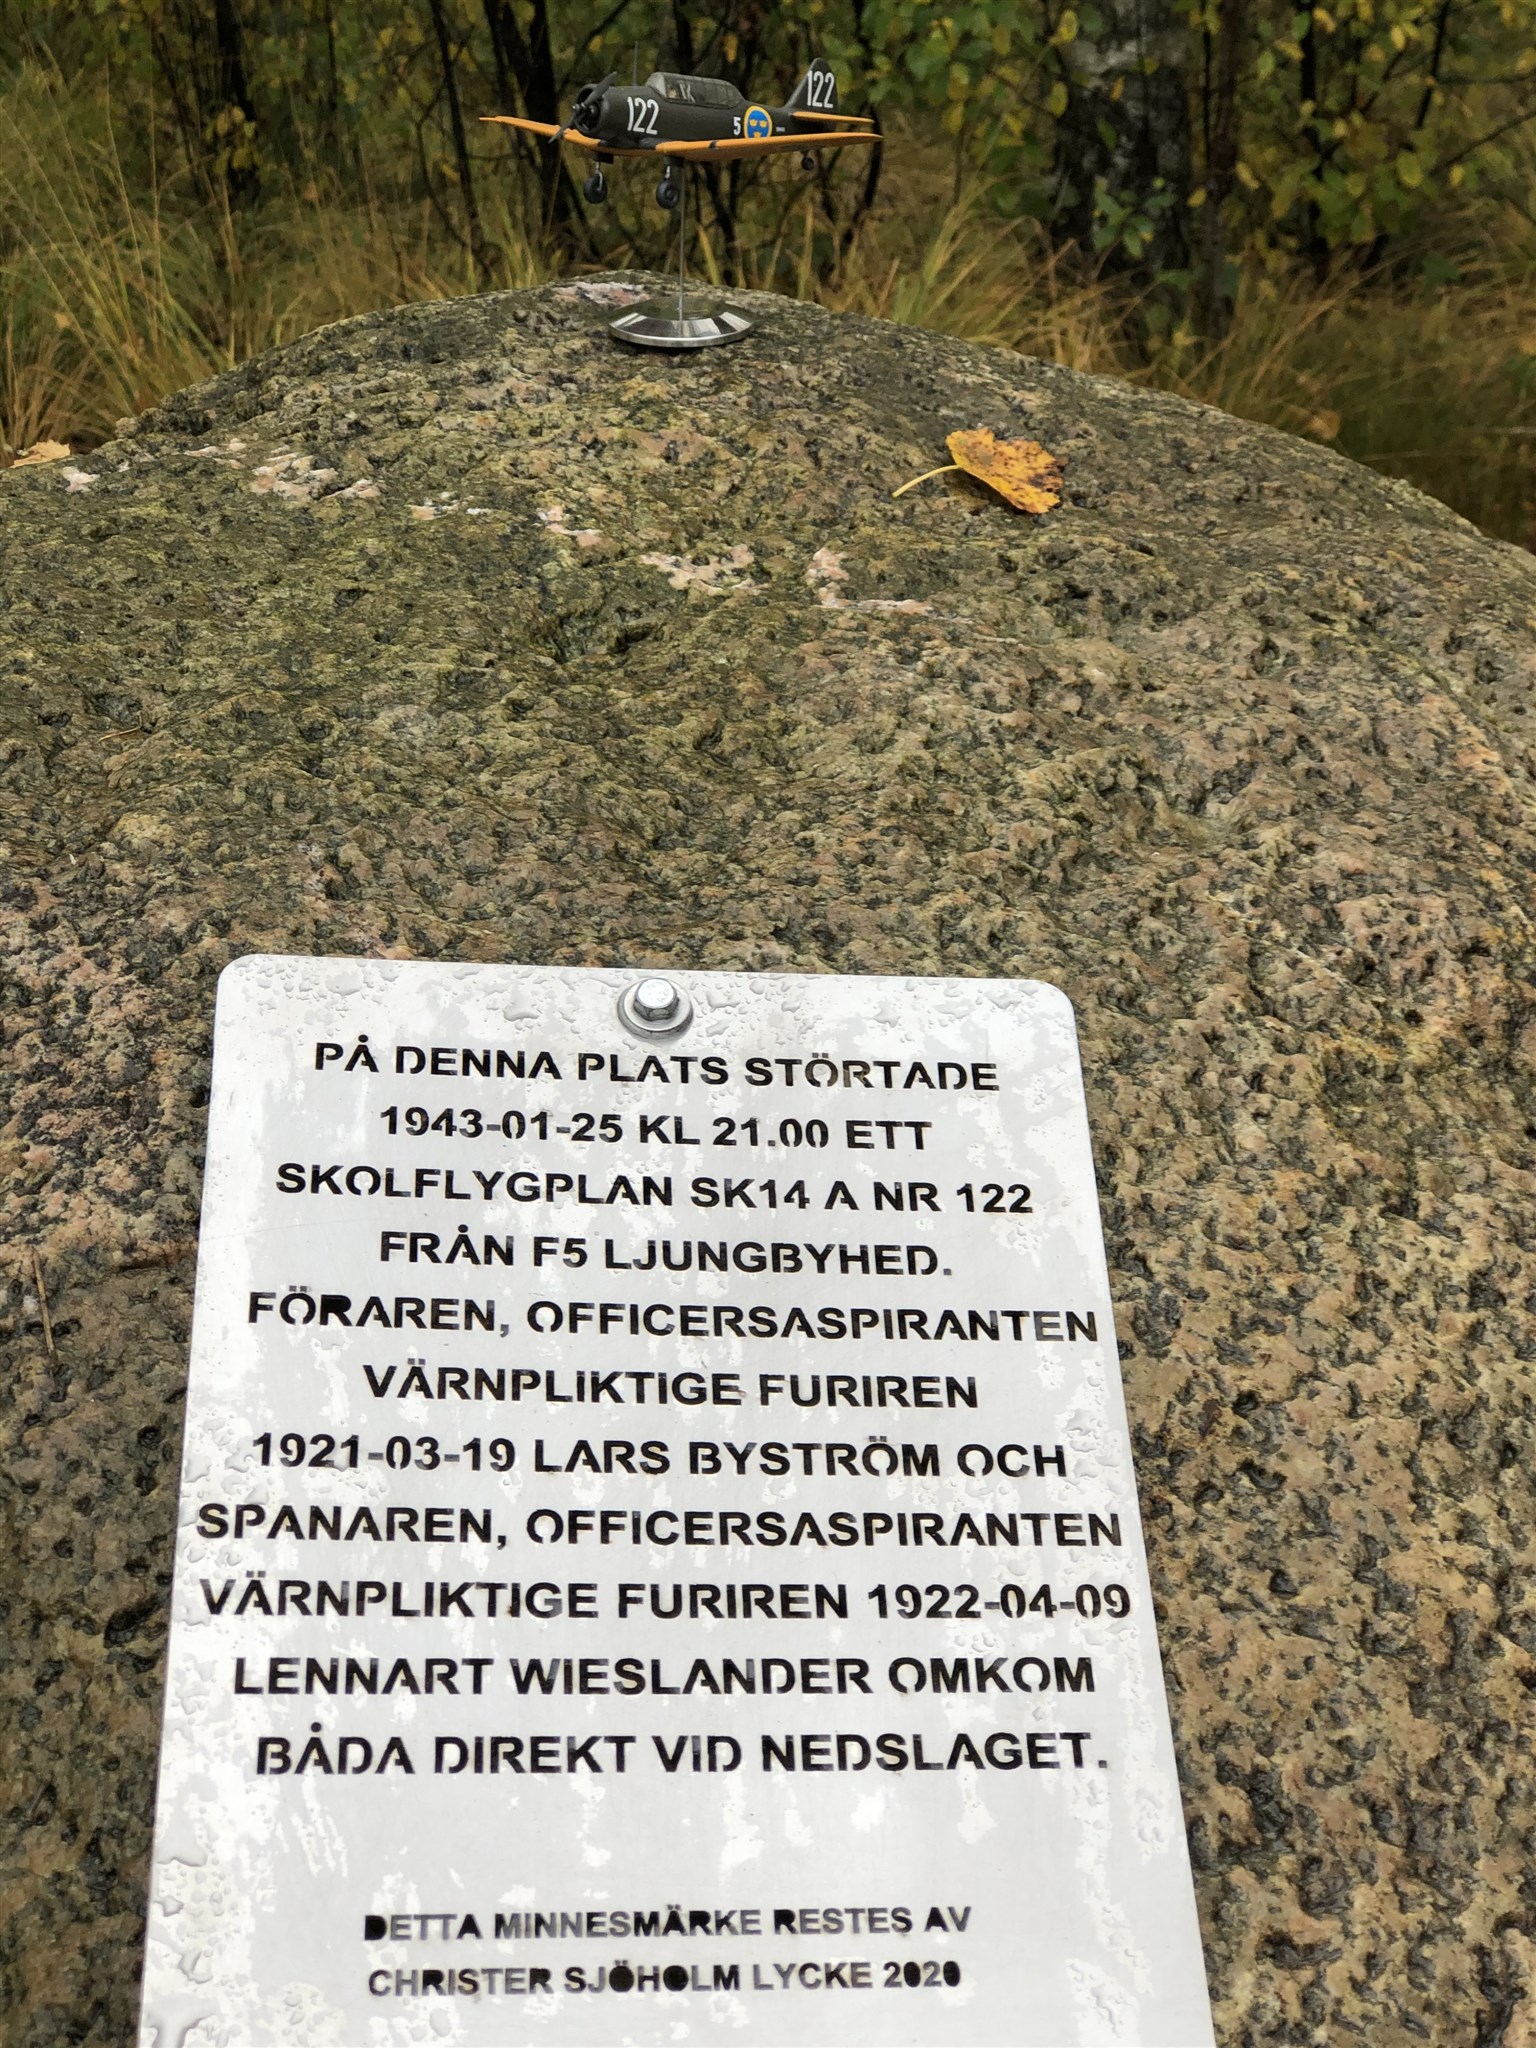 122
122
5
PÅ DENNA PLATS STÖRTADE
1943-01-25 KL 21.00 ETT
SKOLFLYGPLAN SK14 A NR 122
FRÅN F5 LJUNGBYHED.
FÖRAREN, OFFICERSASPIRANTEN
VÄRNPLIKTIGE FURIREN
1921-03-19 LARS BYSTRÖM OCH
SPANAREN, OFFICERSASPIRANTEN
VÄRNPLIKTIGE FURIREN 1922-04-09
LENNART WIESLANDER OMKOM
BÅDA DIREKT VID NEDSLAGET.
DETTA MINNESMÄRKE RESTES AV
CHRISTER SJÖHOLM LYCKE 2020